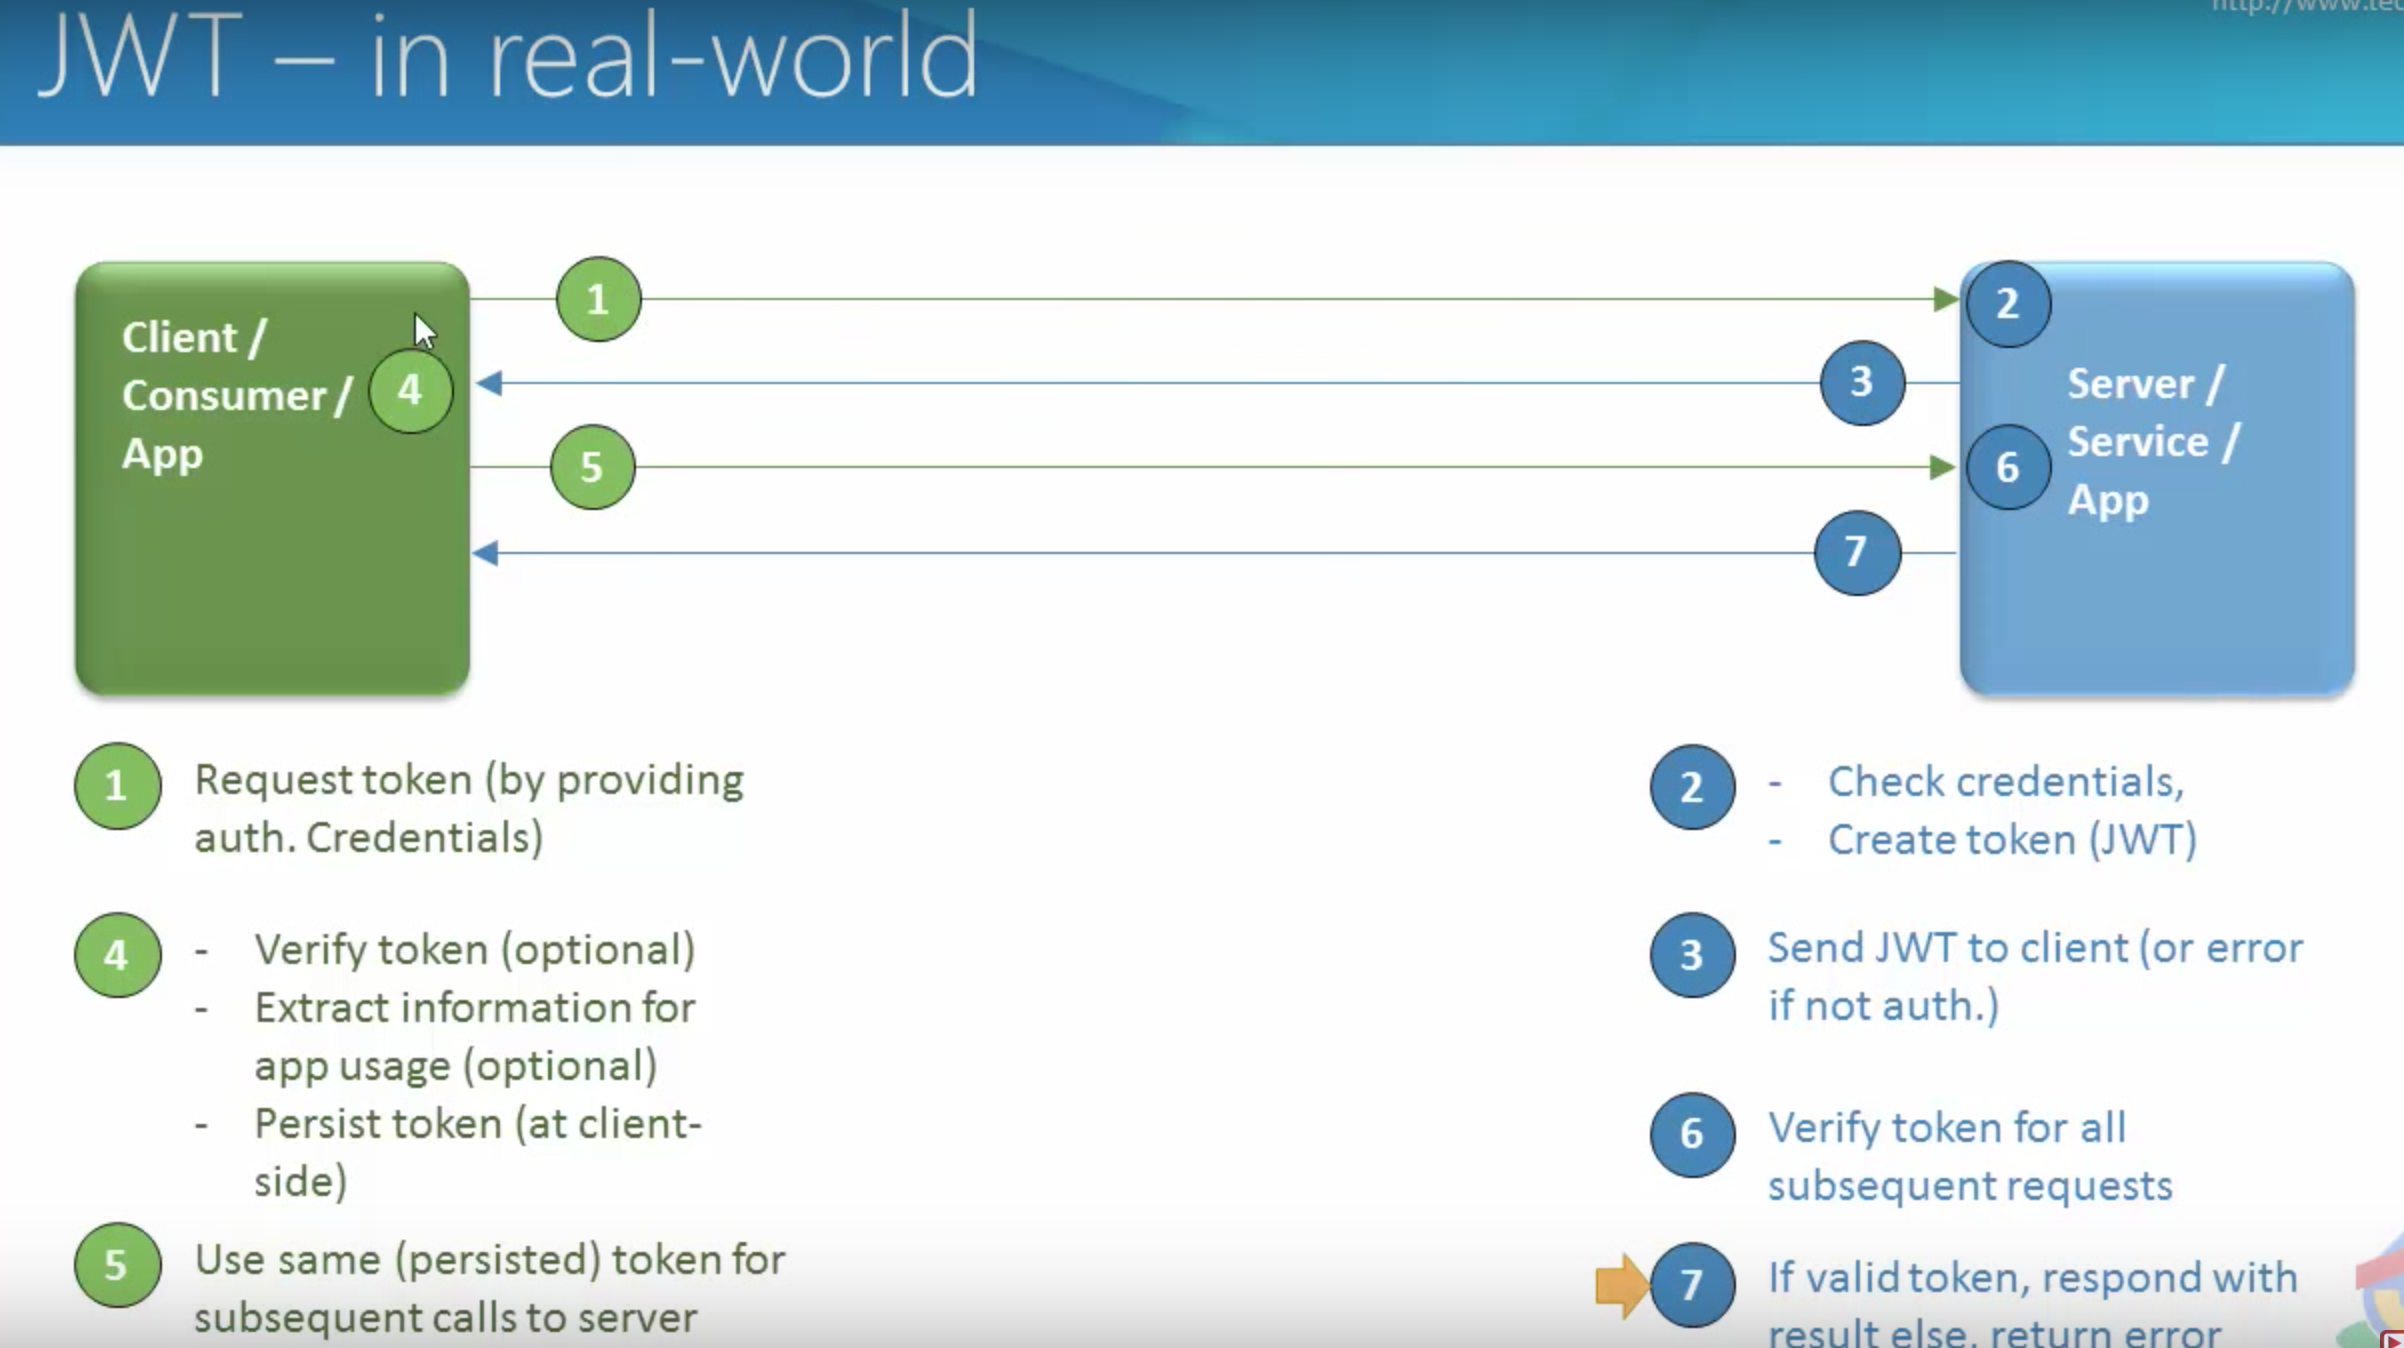 http://www.tec
JWT – in real-world
Client /
Consumer /
App
1
2
3
4
5
6
7
Server /
Service /
App
1 Request token (by providing
auth. Credentials)
4 - Verify token (optional)
- Extract information for
app usage (optional)
- Persist token (at client-
side)
5 Use same (persisted) token for
subsequent calls to server
2 - Check credentials,
- Create token (JWT)
3 Send JWT to client (or error
if not auth.)
6 Verify token for all
subsequent requests
7 If valid token, respond with
result else, return error